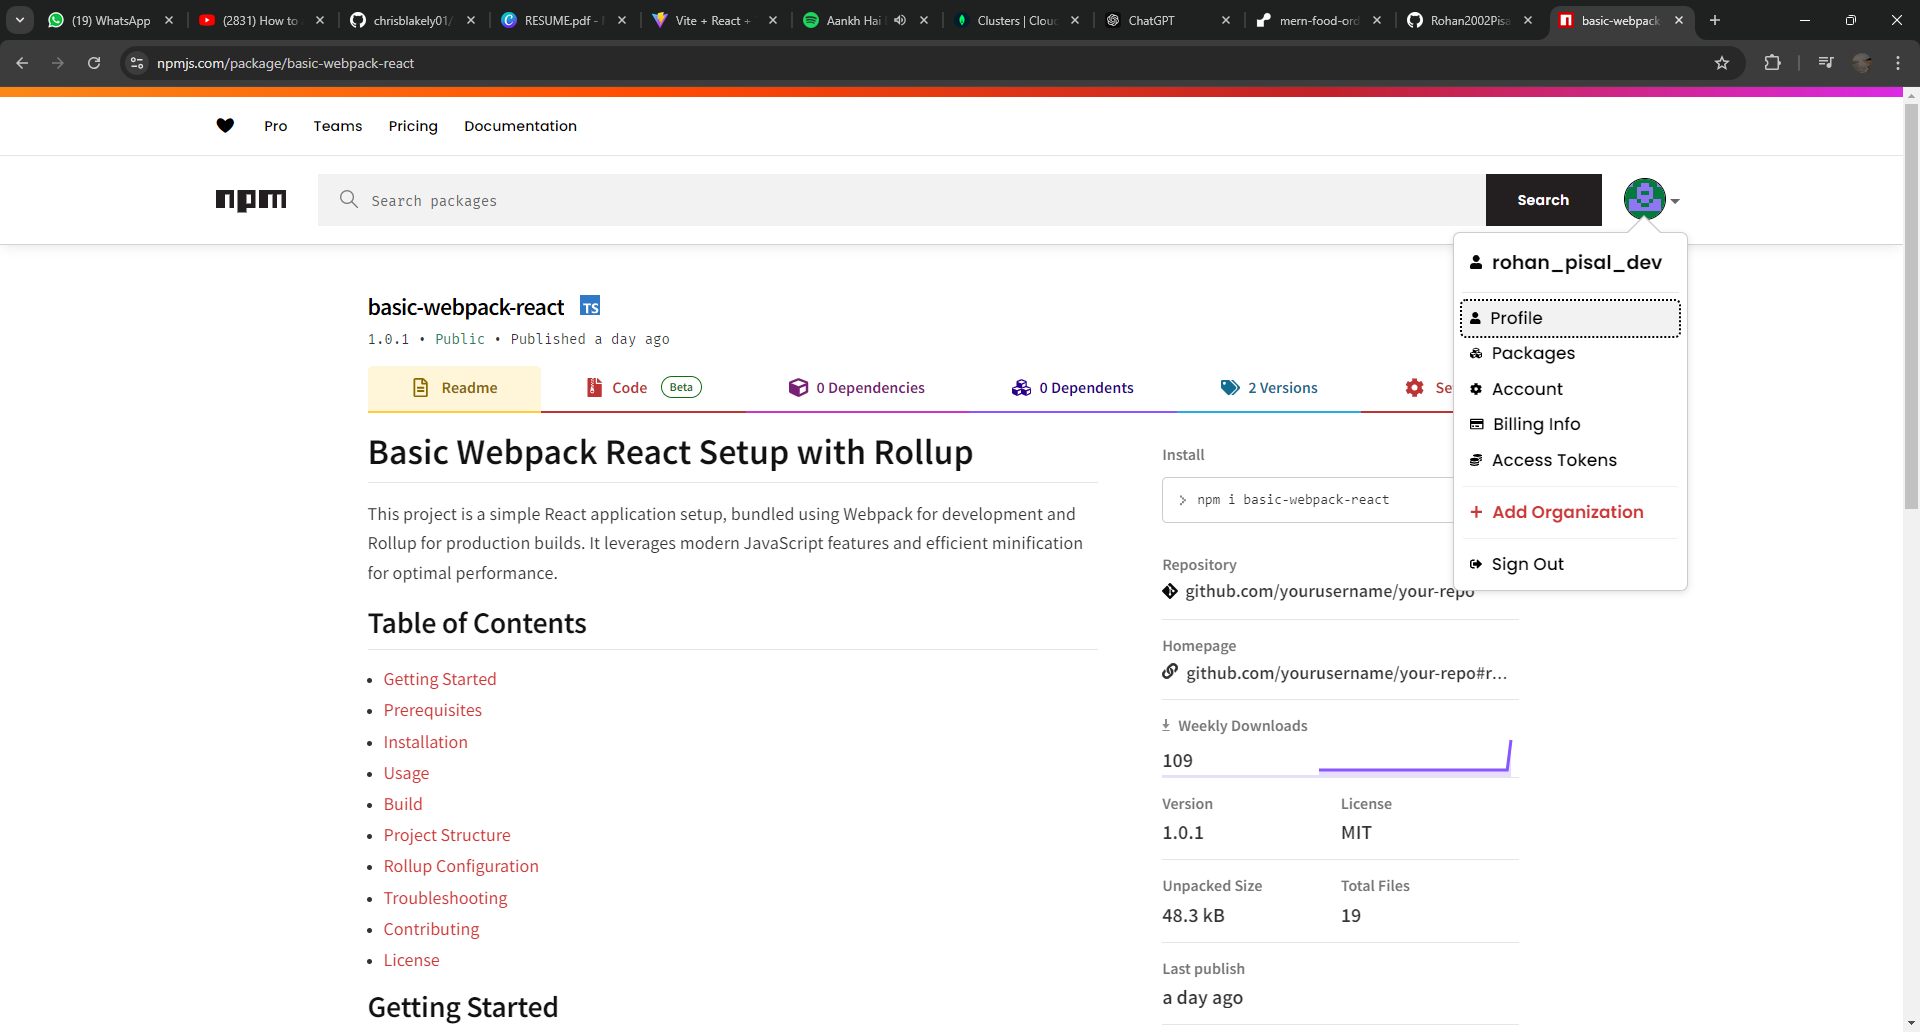 (19) WhatsApp
(2831) How to
chrisblakely01/
RESUME.pdf -
Vite + React +
Aankh Hai
Clusters | Clou
ChatGPT
mern-food-ord
Rohan2002Pisa
basic-webpack
npmjs.com/package/basic-webpack-react
Pro Teams Pricing Documentation
npm
Search packages
Search
rohan_pisal_dev
Profile
Packages
Account
Billing Info
Access Tokens
+ Add Organization
Sign Out
basic-webpack-react TS
1.0.1 • Public • Published a day ago
Readme
Code Beta
0 Dependencies
0 Dependents
2 Versions
Se
Basic Webpack React Setup with Rollup
This project is a simple React application setup, bundled using Webpack for development and
Rollup for production builds. It leverages modern JavaScript features and efficient minification
for optimal performance.
Table of Contents
• Getting Started
• Prerequisites
• Installation
• Usage
• Build
• Project Structure
• Rollup Configuration
• Troubleshooting
• Contributing
• License
Getting Started
Install
> npm i basic-webpack-react
Repository
github.com/yourusername/your-repo
Homepage
github.com/yourusername/your-repo#r...
Weekly Downloads
109
Version License
1.0.1 MIT
Unpacked Size Total Files
48.3 kB 19
Last publish
a day ago